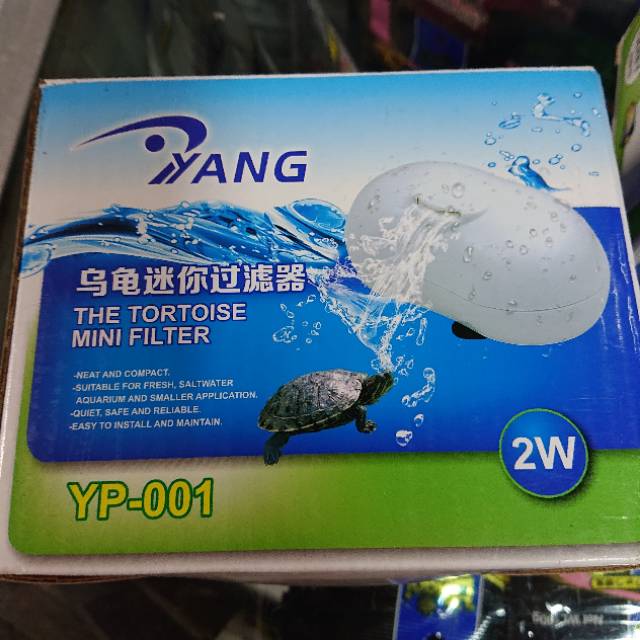 YANG
乌龟迷你过滤器
THE TORTOISE
MINI FILTER
-NEAT AND COMPACT.
-SUITABLE FOR FRESH, SALTWATER
AQUARIUM AND SMALLER APPLICATION.
-QUIET, SAFE AND RELIABLE.
-EASY TO INSTALL AND MAINTAIN.
2W
YP-001